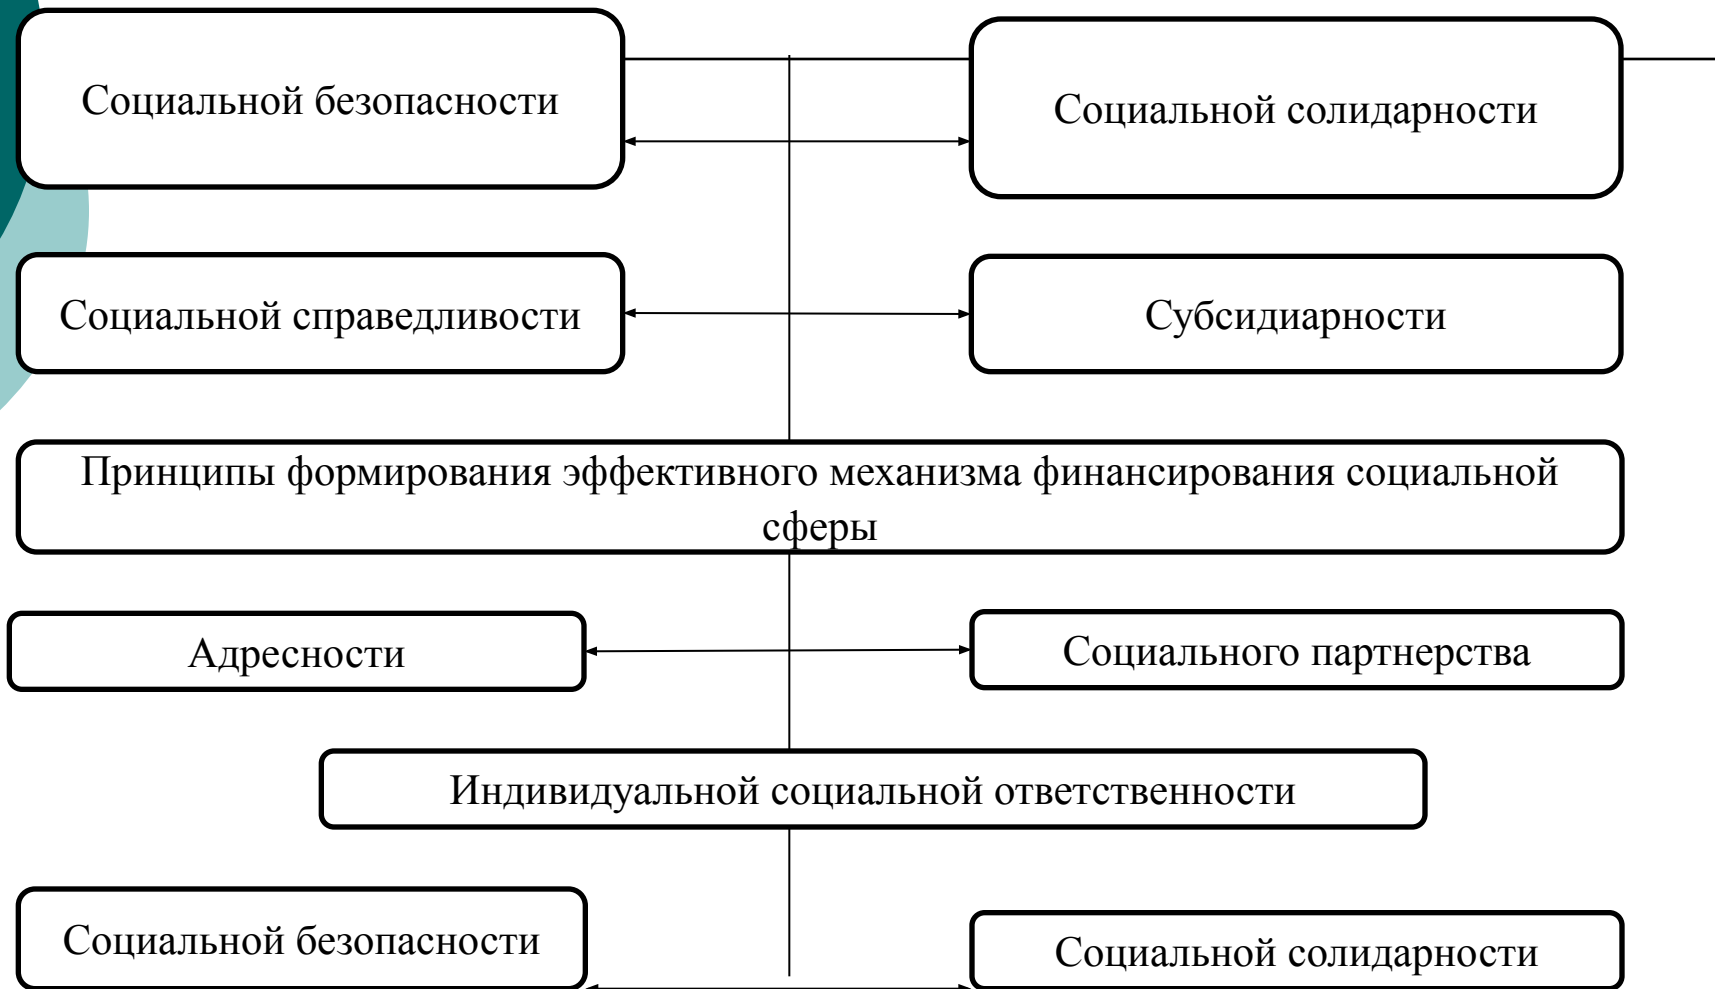 Социальной безопасности
Социальной солидарности
Социальной справедливости
Субсидиарности
Принципы формирования эффективного механизма финансирования социальной
сферы
Адресности
Социального партнерства
Индивидуальной социальной ответственности
Социальной безопасности
Социальной солидарности